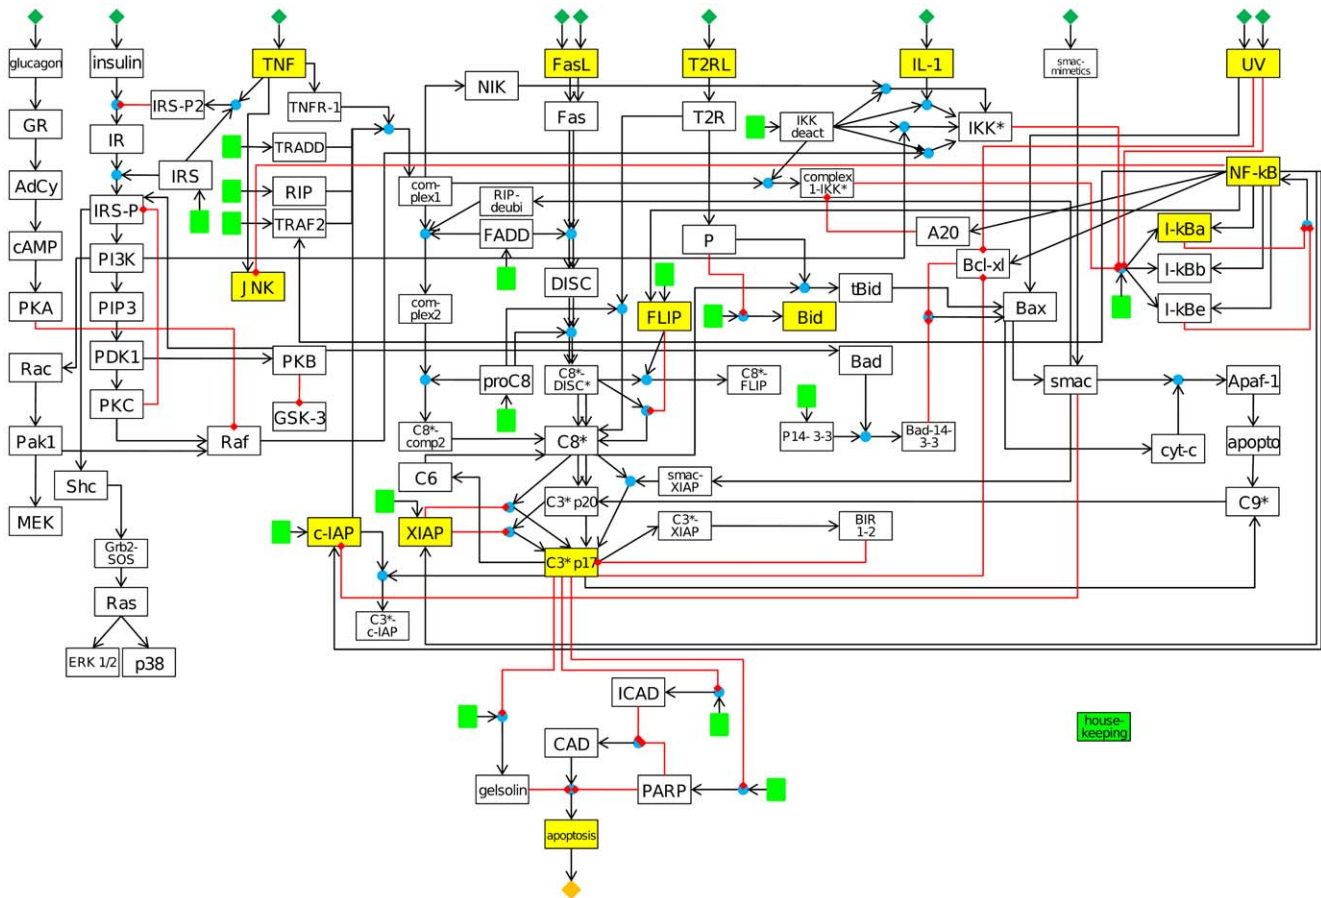 glucagon
insulin
TNF
FasL
T2RL
IL-1
smac-
mimetics
UV
IRS-P2
TNFR-1
NIK
Fas
T2R
IKK
deact
IKK*
GR
IR
TRADD
AdCy
IRS
RIP
com-
plex1
RIP-
deubi
complex
1-IKK*
NF-kB
IRS-P
TRAF2
FADD
P
A20
I-kBa
cAMP
PI3K
Bcl-xl
I-kBb
JNK
DISC
tBid
PKA
PIP3
com-
plex2
FLIP
Bid
Bax
I-kBe
Rac
PDK1
PKB
proC8
C8*-
DISC*
C8*-
FLIP
Bad
smac
Apaf-1
PKC
GSK-3
Pak1
Raf
C8*-
comp2
C8*
P14- 3-3
Bad-14-
3-3
cyt-c
apopto
Shc
C6
smac-
XIAP
C3* p20
C9*
MEK
c-IAP
XIAP
C3*-
XIAP
BIR
1-2
Grb2-
SOS
C3* p17
Ras
C3*-
c-IAP
ERK 1/2
p38
ICAD
house-
keeping
CAD
gelsolin
PARP
apoptosis